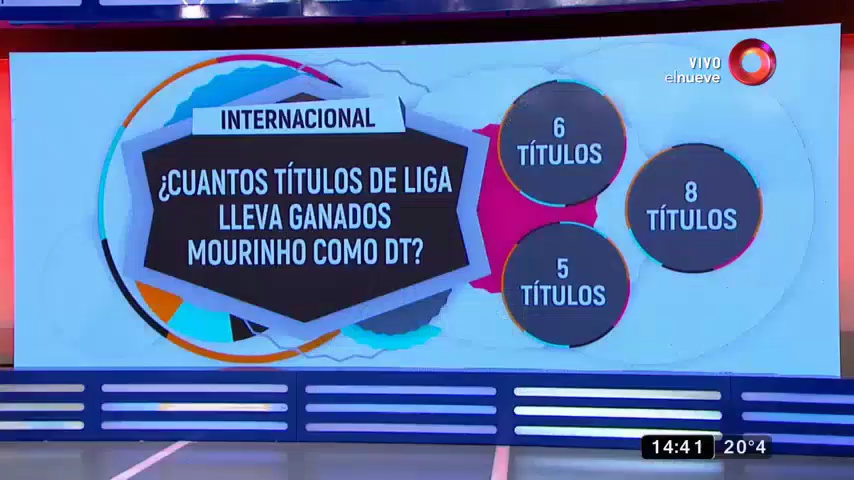 VIVO
elnueve
INTERNACIONAL
¿CUANTOS TÍTULOS DE LIGA
LLEVA GANADOS
MOURINHO COMO DT?
6
TÍTULOS
8
TÍTULOS
5
TÍTULOS
14:41 20°4